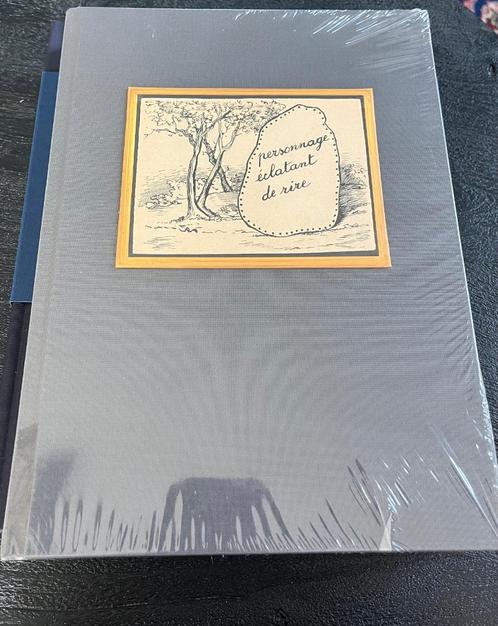 personnage
éclatant
de rire